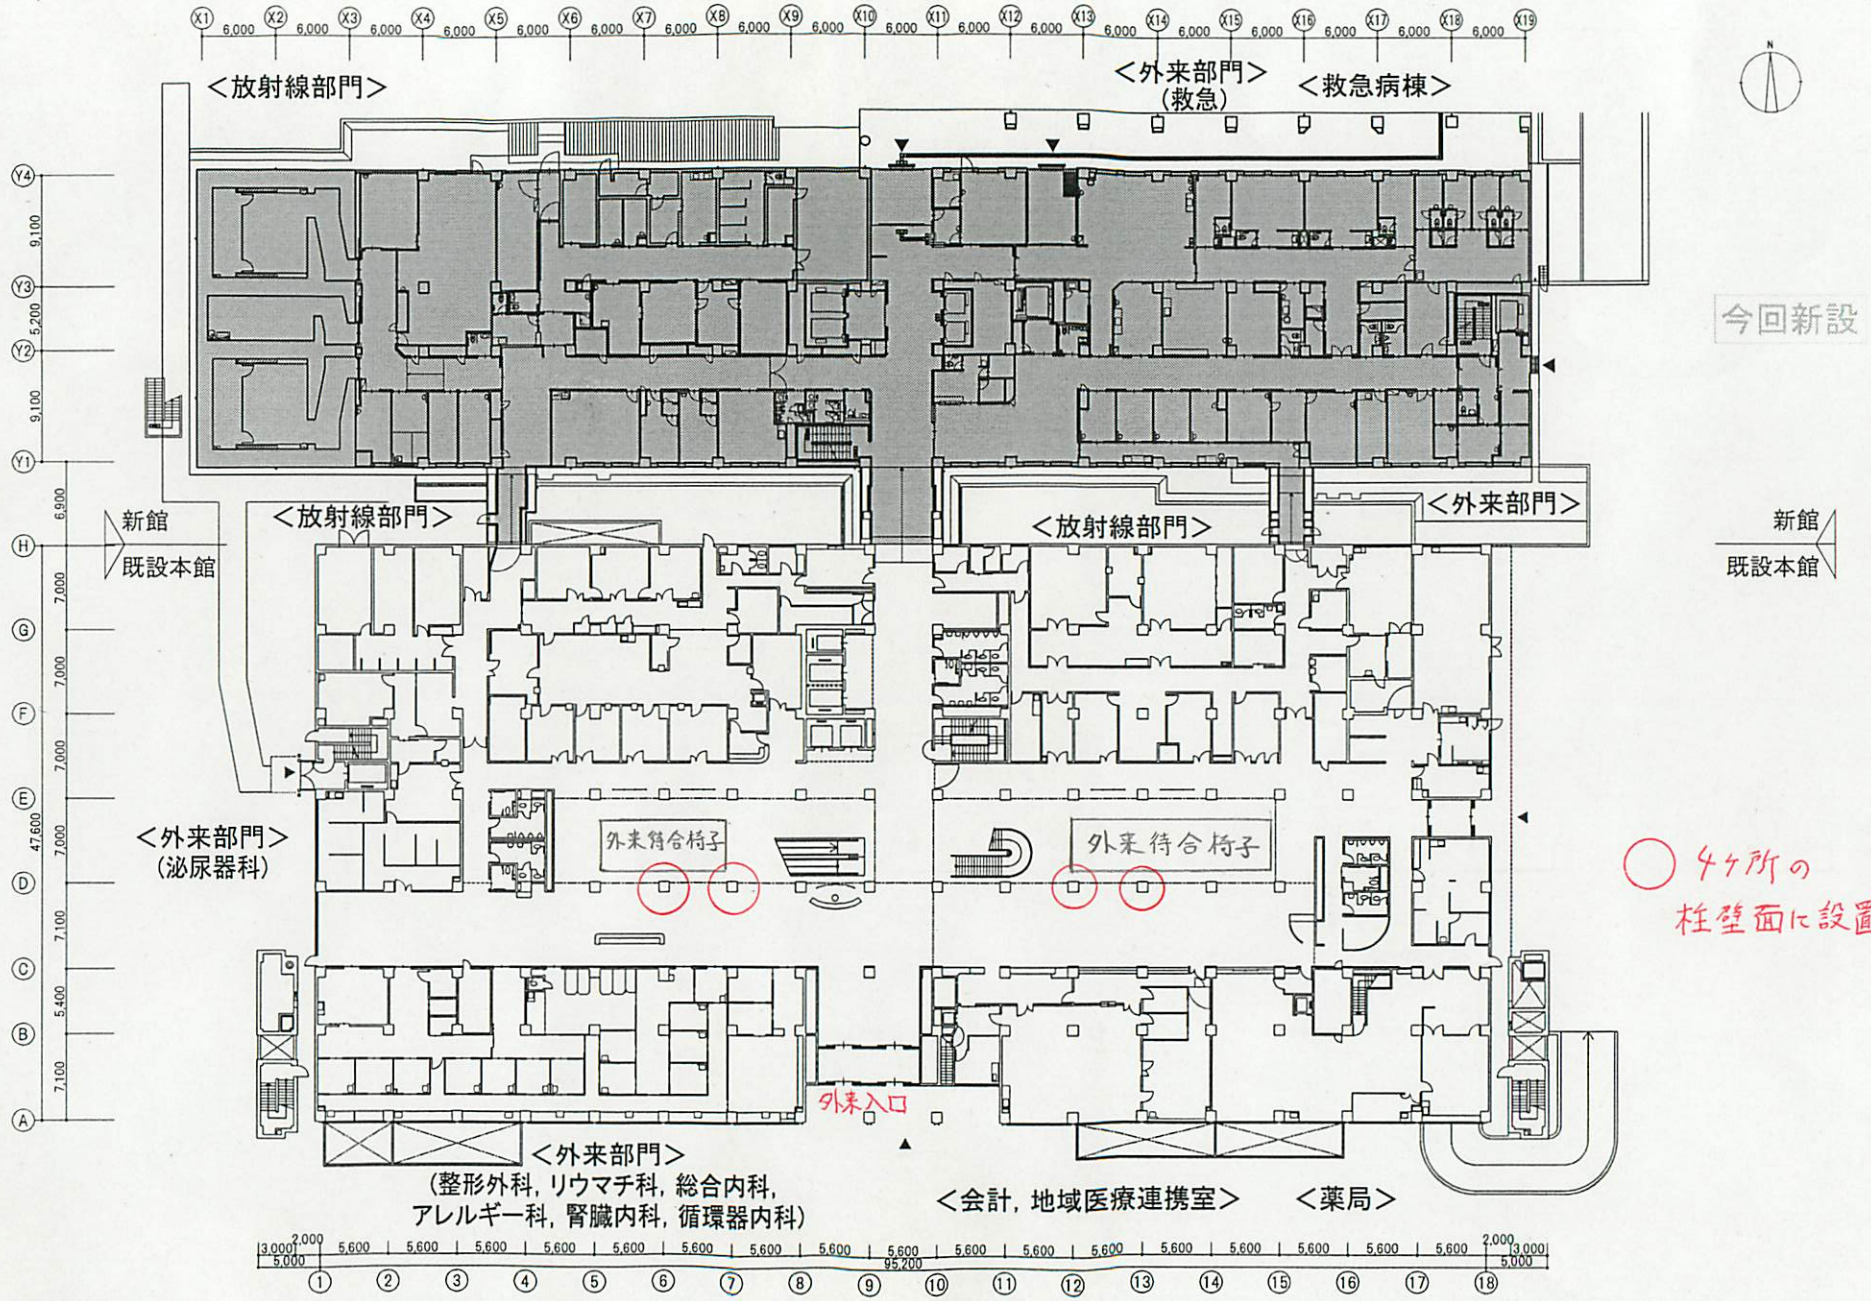 X1 X2 X3 X4 X5 X6 X7 X8 X9 X10 X11 X12 X13 X14 X15 X16 X17 X18 X19
6,000 6,000 6,000 6,000 6,000 6,000 6,000 6,000 6,000 6,000 6,000 6,000 6,000 6,000 6,000 6,000 6,000 6,000
N
<放射線部門>
<外来部門>
(救急)
<救急病棟>
Y4
9,100
Y3
5,200
Y2
9,100
Y1
6,900
今回新設
新館
既設本館
<放射線部門>
<放射線部門>
<外来部門>
新館
既設本館
H
7,000
G
7,000
F
7,000
E
7,000
47,600
D
7,100
C
5,400
B
7,100
A
<外来部門>
(泌尿器科)
外来待合椅子
外来待合椅子
4ケ所の
柱壁面に設置
外来入口
<外来部門>
(整形外科, リウマチ科, 総合内科,
アレルギー科, 腎臓内科, 循環器内科)
<会計, 地域医療連携室>
<薬局>
3,000 2,000 5,600 5,600 5,600 5,600 5,600 5,600 5,600 5,600 5,600 5,600 5,600 5,600 5,600 5,600 5,600 5,600 5,600 2,000 3,000
5,000 95,200 5,000
1 2 3 4 5 6 7 8 9 10 11 12 13 14 15 16 17 18